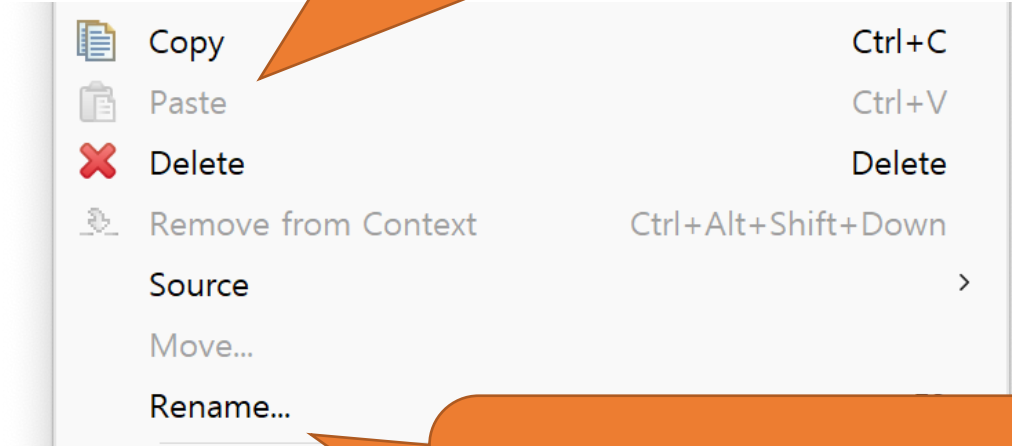 Copy Ctrl+C
Paste Ctrl+V
Delete Delete
Remove from Context Ctrl+Alt+Shift+Down
Source >
Move...
Rename...